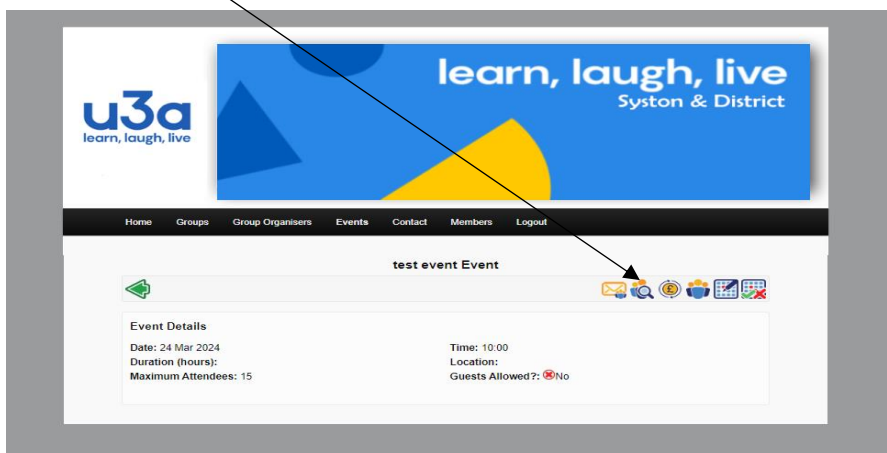 learn, laugh, live
Syston & District
u3a
learn, laugh, live
Home Groups Group Organisers Events Contact Members Logout
test event Event
£
Event Details
Date: 24 Mar 2024 Time: 10:00
Duration (hours): Location:
Maximum Attendees: 15 Guests Allowed?: No